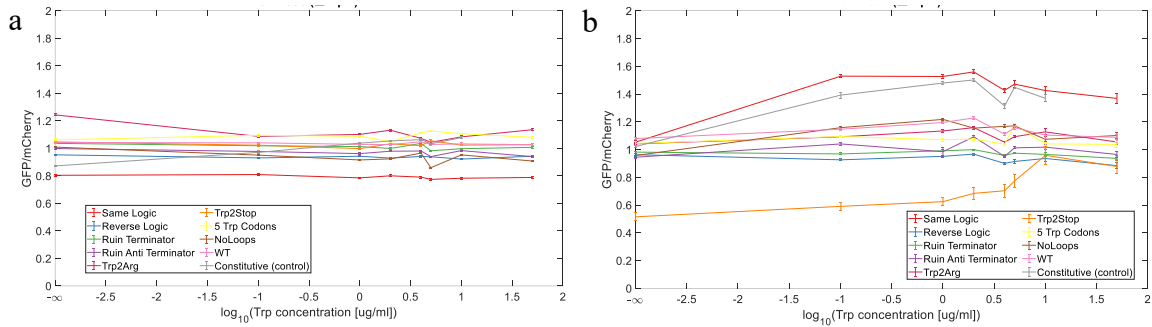 a
2
1.8
1.6
1.4
1.2
1
0.8
0.6
0.4
0.2
0
GFP/mCherry
Same Logic
Reverse Logic
Ruin Terminator
Ruin Anti Terminator
Trp2Arg
Trp2Stop
5 Trp Codons
NoLoops
WT
Constitutive (control)
-∞ -2.5 -2 -1.5 -1 -0.5 0 0.5 1 1.5 2
log10(Trp concentration [ug/ml])
b
2
1.8
1.6
1.4
1.2
1
0.8
0.6
0.4
0.2
0
GFP/mCherry
Same Logic
Reverse Logic
Ruin Terminator
Ruin Anti Terminator
Trp2Arg
Trp2Stop
5 Trp Codons
NoLoops
WT
Constitutive (control)
-∞ -2.5 -2 -1.5 -1 -0.5 0 0.5 1 1.5 2
log10(Trp concentration [ug/ml])